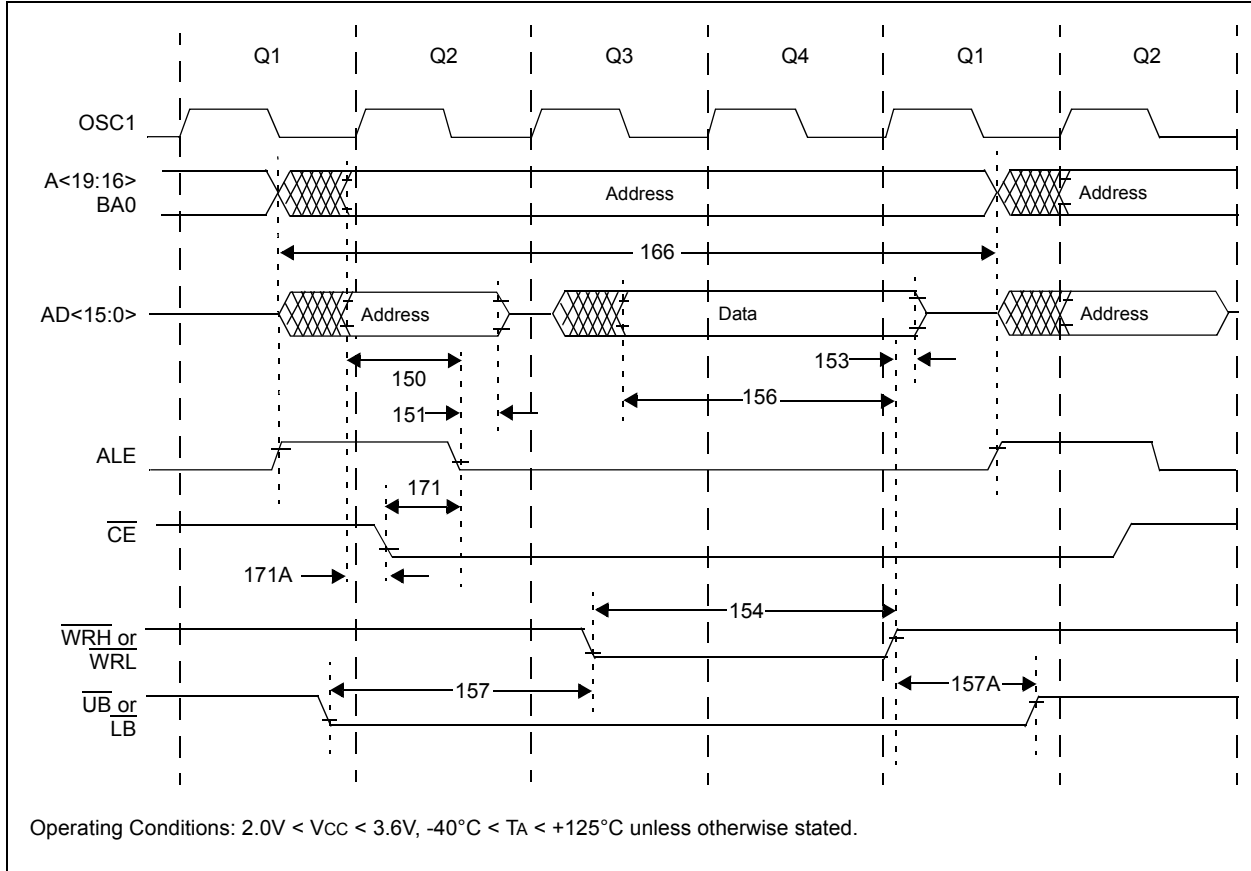 Q1 Q2 Q3 Q4 Q1 Q2
OSC1
A<19:16>
BA0
Address
Address
166
AD<15:0>
Address
Data
Address
150
153
151
156
ALE
171
CE
171A
154
WRH or
WRL
157
157A
UB or
LB
Operating Conditions: 2.0V < VCC < 3.6V, -40°C < TA < +125°C unless otherwise stated.